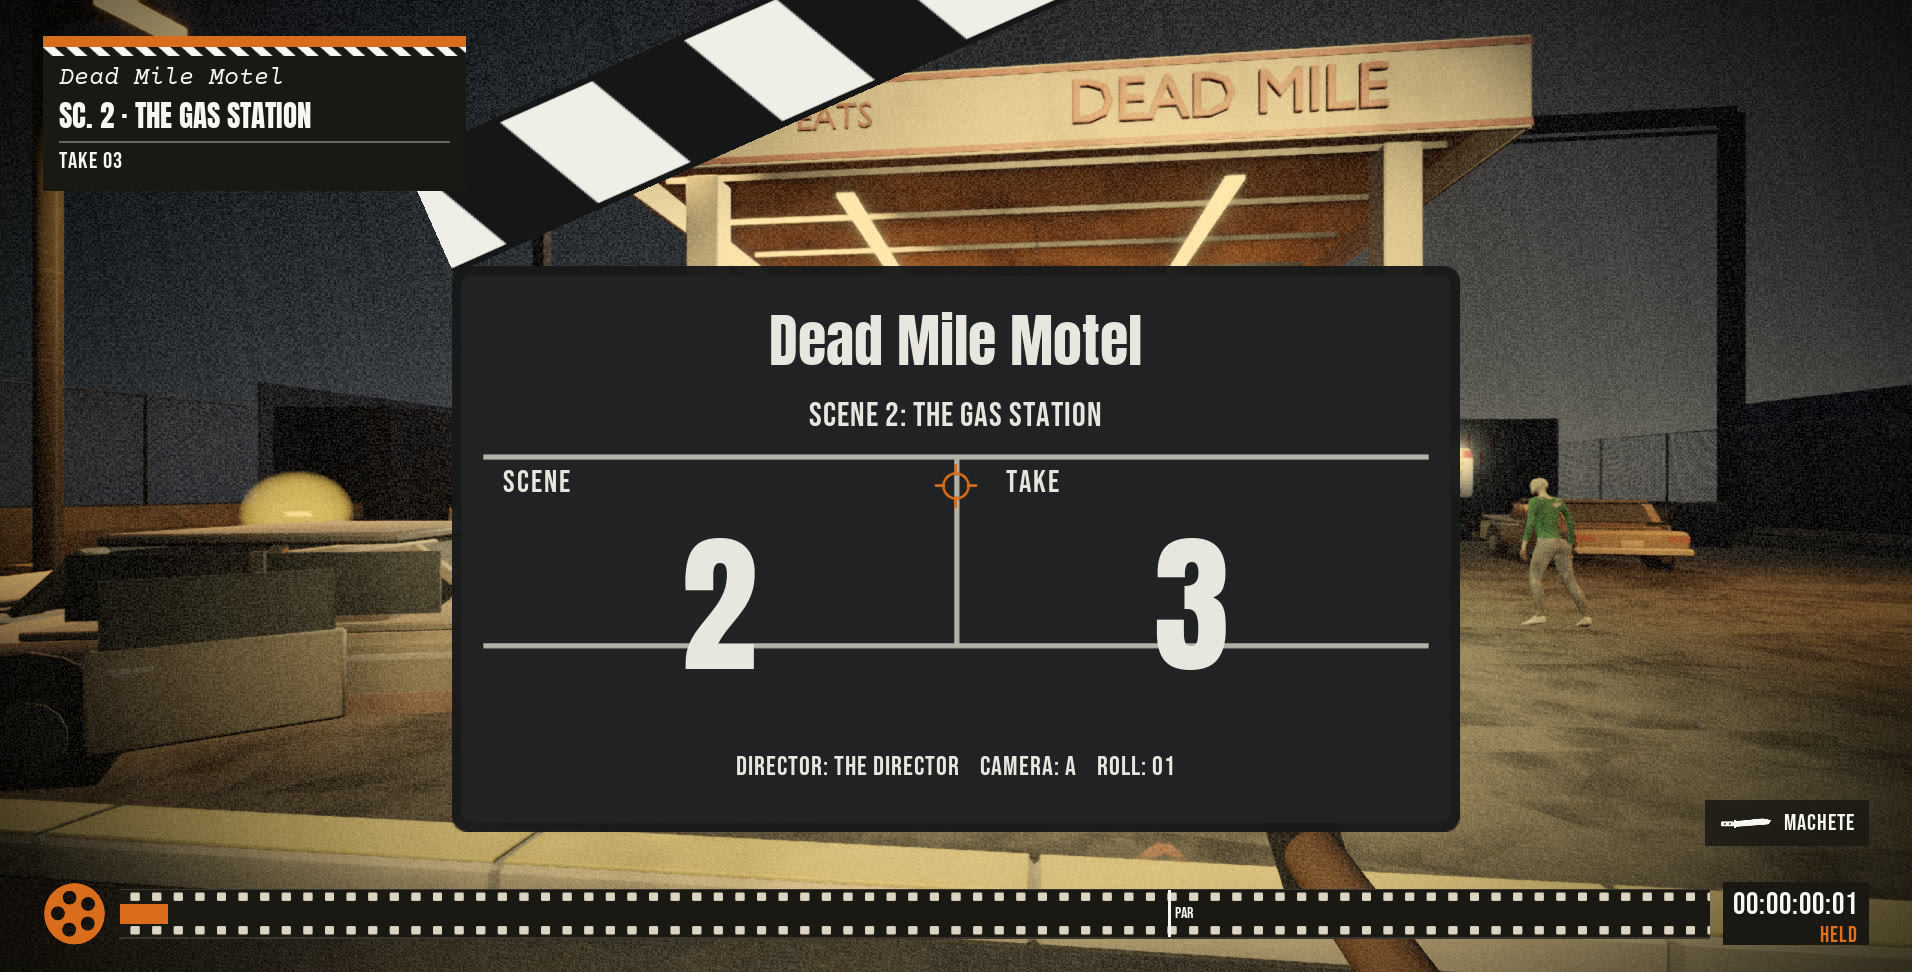 Dead Mile Motel
SC. 2 · THE GAS STATION
TAKE 03
EATS
DEAD MILE
Dead Mile Motel
SCENE 2: THE GAS STATION
SCENE
TAKE
2
3
DIRECTOR: THE DIRECTOR CAMERA: A ROLL: 01
MACHETE
PAR
00:00:00:01
HELD